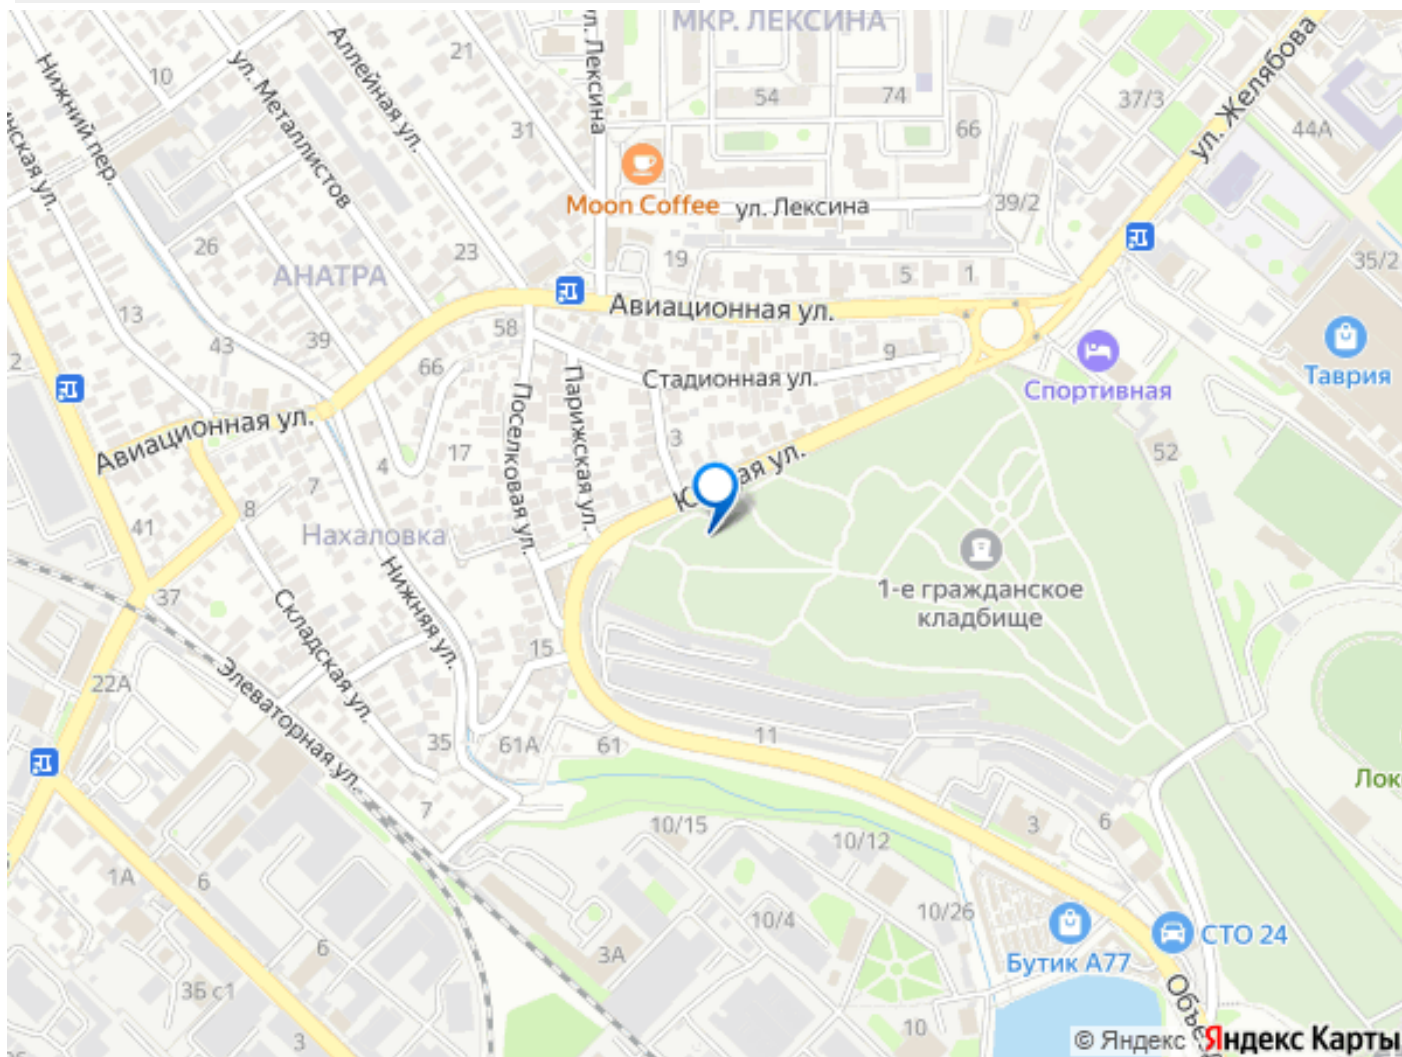 МКР. ЛЕКСИНА
ул. Лексина
Аллейная ул.
21
10
Нижний пер.
ул. Металлистов
31
54
74
66
37/3
44А
ул. Желябова
Moon Coffee
ул. Лексина
39/2
26
23
19
5
1
35/2
АНАТРА
13
43
39
58
Авиационная ул.
2
66
9
Стадионная ул.
Спортивная
Таврия
Авиационная ул.
Парижская ул.
Поселковая ул.
3
17
4
7
8
52
41
Нахаловка
1-е гражданское
кладбище
37
Нижняя ул.
Складская ул.
15
22А
Элеваторная ул.
35
61А
61
11
7
10/15
10/12
3
6
1А
6
10/4
10/26
6
3А
СТО 24
Бутик А77
3Б с1
3
10
© Яндекс
Яндекс Карты